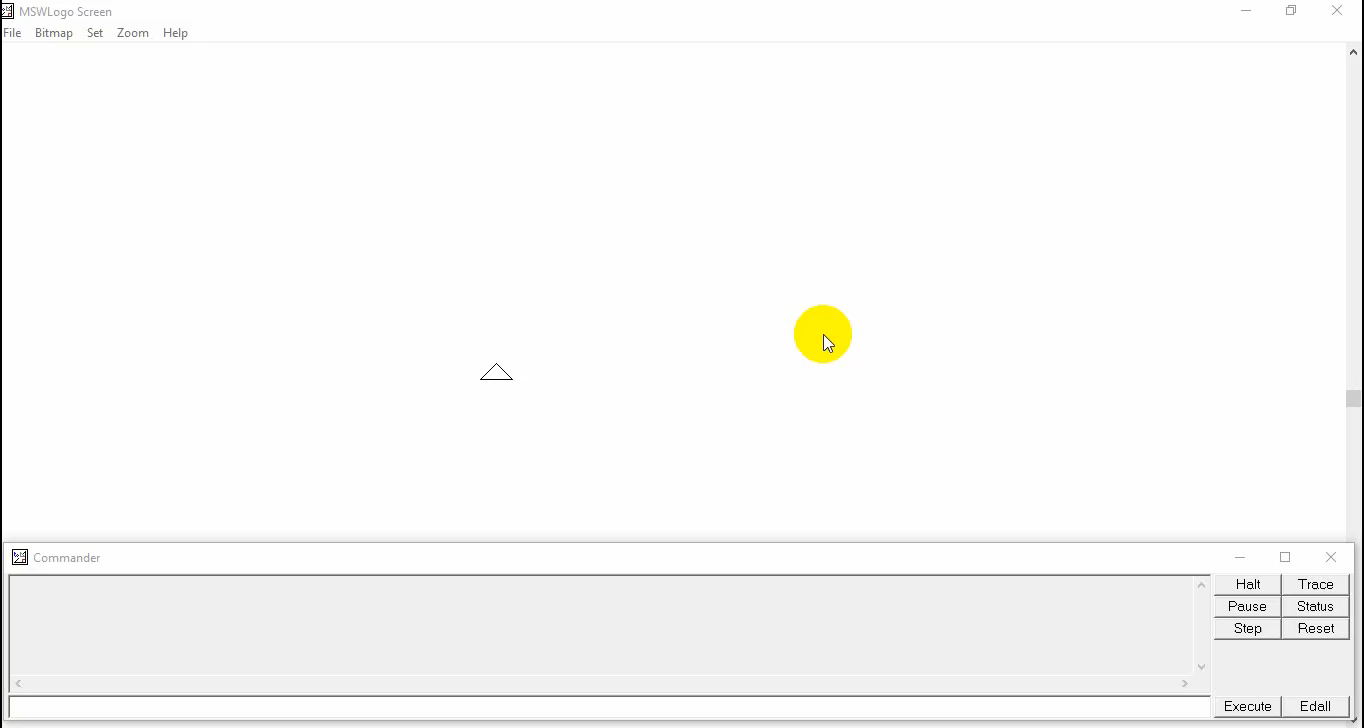 MSWLogo Screen
File Bitmap Set Zoom Help
Commander
Halt Trace
Pause Status
Step Reset
Execute Edall